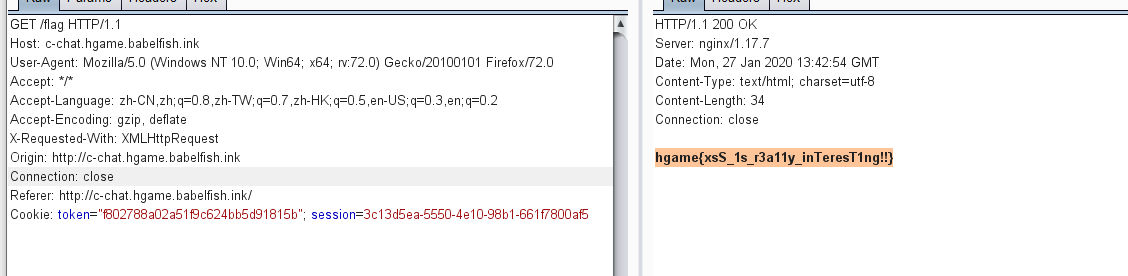 Raw Params Headers Hex
GET /flag HTTP/1.1
Host: c-chat.hgame.babelfish.ink
User-Agent: Mozilla/5.0 (Windows NT 10.0; Win64; x64; rv:72.0) Gecko/20100101 Firefox/72.0
Accept: */*
Accept-Language: zh-CN,zh;q=0.8,zh-TW;q=0.7,zh-HK;q=0.5,en-US;q=0.3,en;q=0.2
Accept-Encoding: gzip, deflate
X-Requested-With: XMLHttpRequest
Origin: http://c-chat.hgame.babelfish.ink
Connection: close
Referer: http://c-chat.hgame.babelfish.ink/
Cookie: token="f802788a02a51f9c624bb5d91815b"; session=3c13d5ea-5550-4e10-98b1-661f7800af5
Raw Headers Hex
HTTP/1.1 200 OK
Server: nginx/1.17.7
Date: Mon, 27 Jan 2020 13:42:54 GMT
Content-Type: text/html; charset=utf-8
Content-Length: 34
Connection: close
hgame{xsS_1s_r3a11y_inTeresT1ng!!}